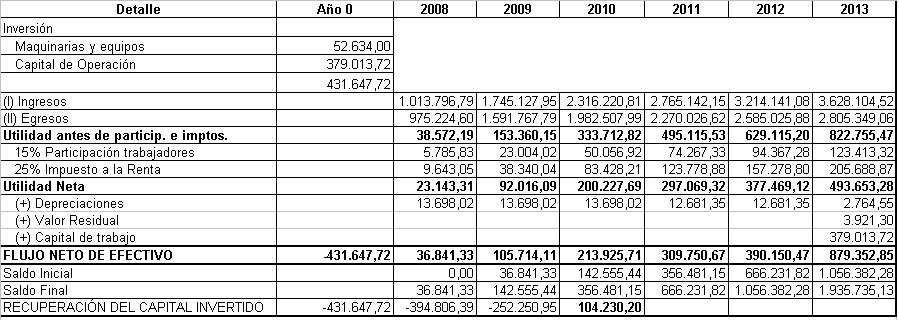 Detalle Año 0 2008 2009 2010 2011 2012 2013
Inversión
Maquinarias y equipos 52.634,00
Capital de Operación 379.013,72
431.647,72
(I) Ingresos 1.013.796,79 1.745.127,95 2.316.220,81 2.765.142,15 3.214.141,08 3.628.104,52
(II) Egresos 975.224,60 1.591.767,79 1.982.507,99 2.270.026,62 2.585.025,88 2.805.349,06
Utilidad antes de particip. e imptos. 38.572,19 153.360,15 333.712,82 495.115,53 629.115,20 822.755,47
15% Participación trabajadores 5.785,83 23.004,02 50.056,92 74.267,33 94.367,28 123.413,32
25% Impuesto a la Renta 9.643,05 38.340,04 83.428,21 123.778,88 157.278,80 205.688,87
Utilidad Neta 23.143,31 92.016,09 200.227,69 297.069,32 377.469,12 493.653,28
(+) Depreciaciones 13.698,02 13.698,02 13.698,02 12.681,35 12.681,35 2.764,55
(+) Valor Residual 3.921,30
(+) Capital de trabajo 379.013,72
FLUJO NETO DE EFECTIVO -431.647,72 36.841,33 105.714,11 213.925,71 309.750,67 390.150,47 879.352,85
Saldo Inicial 0,00 36.841,33 142.555,44 356.481,15 666.231,82 1.056.382,28
Saldo Final 36.841,33 142.555,44 356.481,15 666.231,82 1.056.382,28 1.935.735,13
RECUPERACIÓN DEL CAPITAL INVERTIDO -431.647,72 -394.806,39 -252.250,95 104.230,20